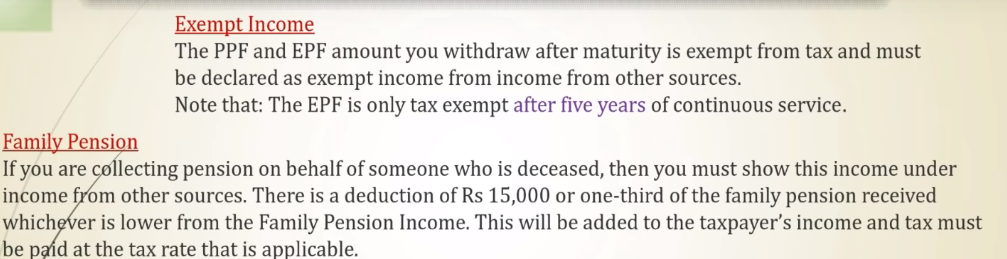 Exempt Income
The PPF and EPF amount you withdraw after maturity is exempt from tax and must
be declared as exempt income from income from other sources.
Note that: The EPF is only tax exempt after five years of continuous service.
Family Pension
If you are collecting pension on behalf of someone who is deceased, then you must show this income under
income from other sources. There is a deduction of Rs 15,000 or one-third of the family pension received
whichever is lower from the Family Pension Income. This will be added to the taxpayer's income and tax must
be paid at the tax rate that is applicable.